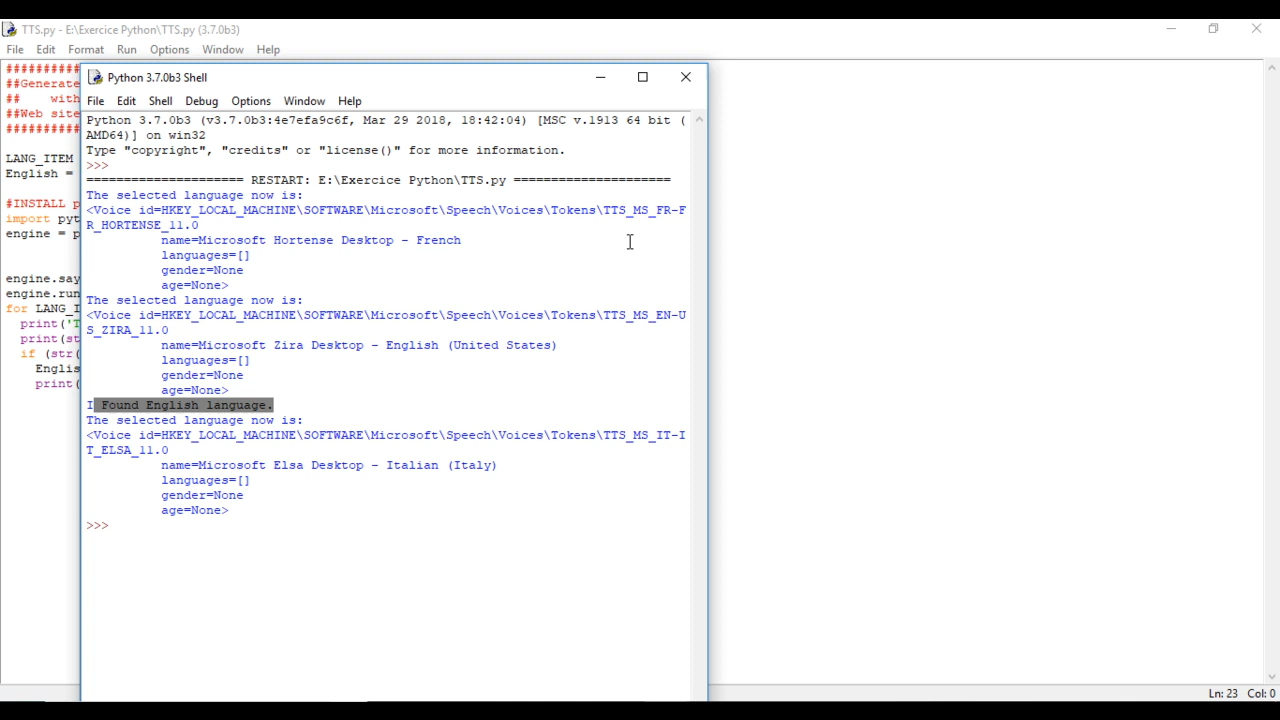 TTS.py - E:\Exercice Python\TTS.py (3.7.0b3)
File Edit Format Run Options Window Help
##########
##Generate
## with
##Web site
##########
LANG_ITEM
English =
#INSTALL p
import pyt
engine = p
engine.say
engine.run
for LANG_I
print('T
print(st
if (str(
Englis
print(
Python 3.7.0b3 Shell
File Edit Shell Debug Options Window Help
Python 3.7.0b3 (v3.7.0b3:4e7efa9c6f, Mar 29 2018, 18:42:04) [MSC v.1913 64 bit (
AMD64)] on win32
Type "copyright", "credits" or "license()" for more information.
>>>
===================== RESTART: E:\Exercice Python\TTS.py =====================
The selected language now is:
<Voice id=HKEY_LOCAL_MACHINE\SOFTWARE\Microsoft\Speech\Voices\Tokens\TTS_MS_FR-F
R_HORTENSE_11.0
name=Microsoft Hortense Desktop - French
languages=[]
gender=None
age=None>
The selected language now is:
<Voice id=HKEY_LOCAL_MACHINE\SOFTWARE\Microsoft\Speech\Voices\Tokens\TTS_MS_EN-U
S_ZIRA_11.0
name=Microsoft Zira Desktop - English (United States)
languages=[]
gender=None
age=None>
I Found English language.
The selected language now is:
<Voice id=HKEY_LOCAL_MACHINE\SOFTWARE\Microsoft\Speech\Voices\Tokens\TTS_MS_IT-I
T_ELSA_11.0
name=Microsoft Elsa Desktop - Italian (Italy)
languages=[]
gender=None
age=None>
>>>
Ln: 23 Col: 0